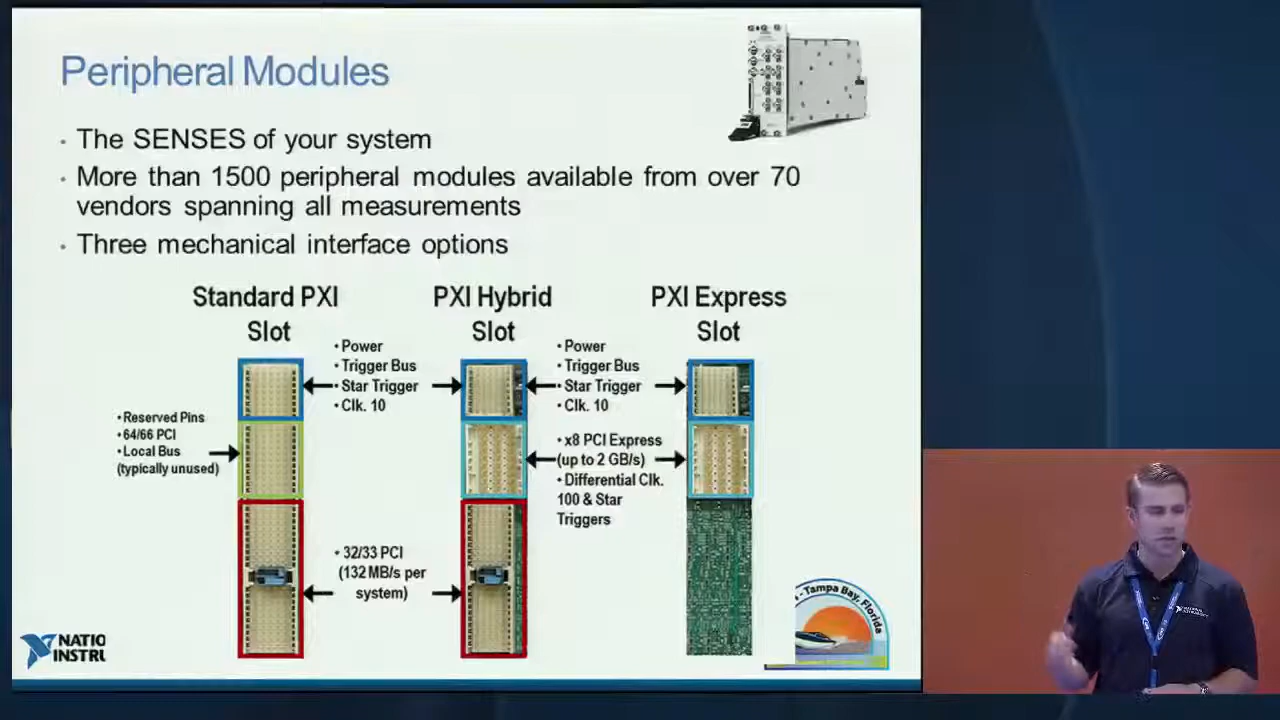 Peripheral Modules
• The SENSES of your system
• More than 1500 peripheral modules available from over 70
vendors spanning all measurements
• Three mechanical interface options
Standard PXI
Slot
PXI Hybrid
Slot
PXI Express
Slot
• Power
• Trigger Bus
• Star Trigger
• Clk. 10
• Power
• Trigger Bus
• Star Trigger
• Clk. 10
• Reserved Pins
• 64/66 PCI
• Local Bus
(typically unused)
• x8 PCI Express
(up to 2 GB/s)
• Differential Clk.
100 & Star
Triggers
• 32/33 PCI
(132 MB/s per
system)
NATIO
INSTRU
- Tampa Bay, Florida